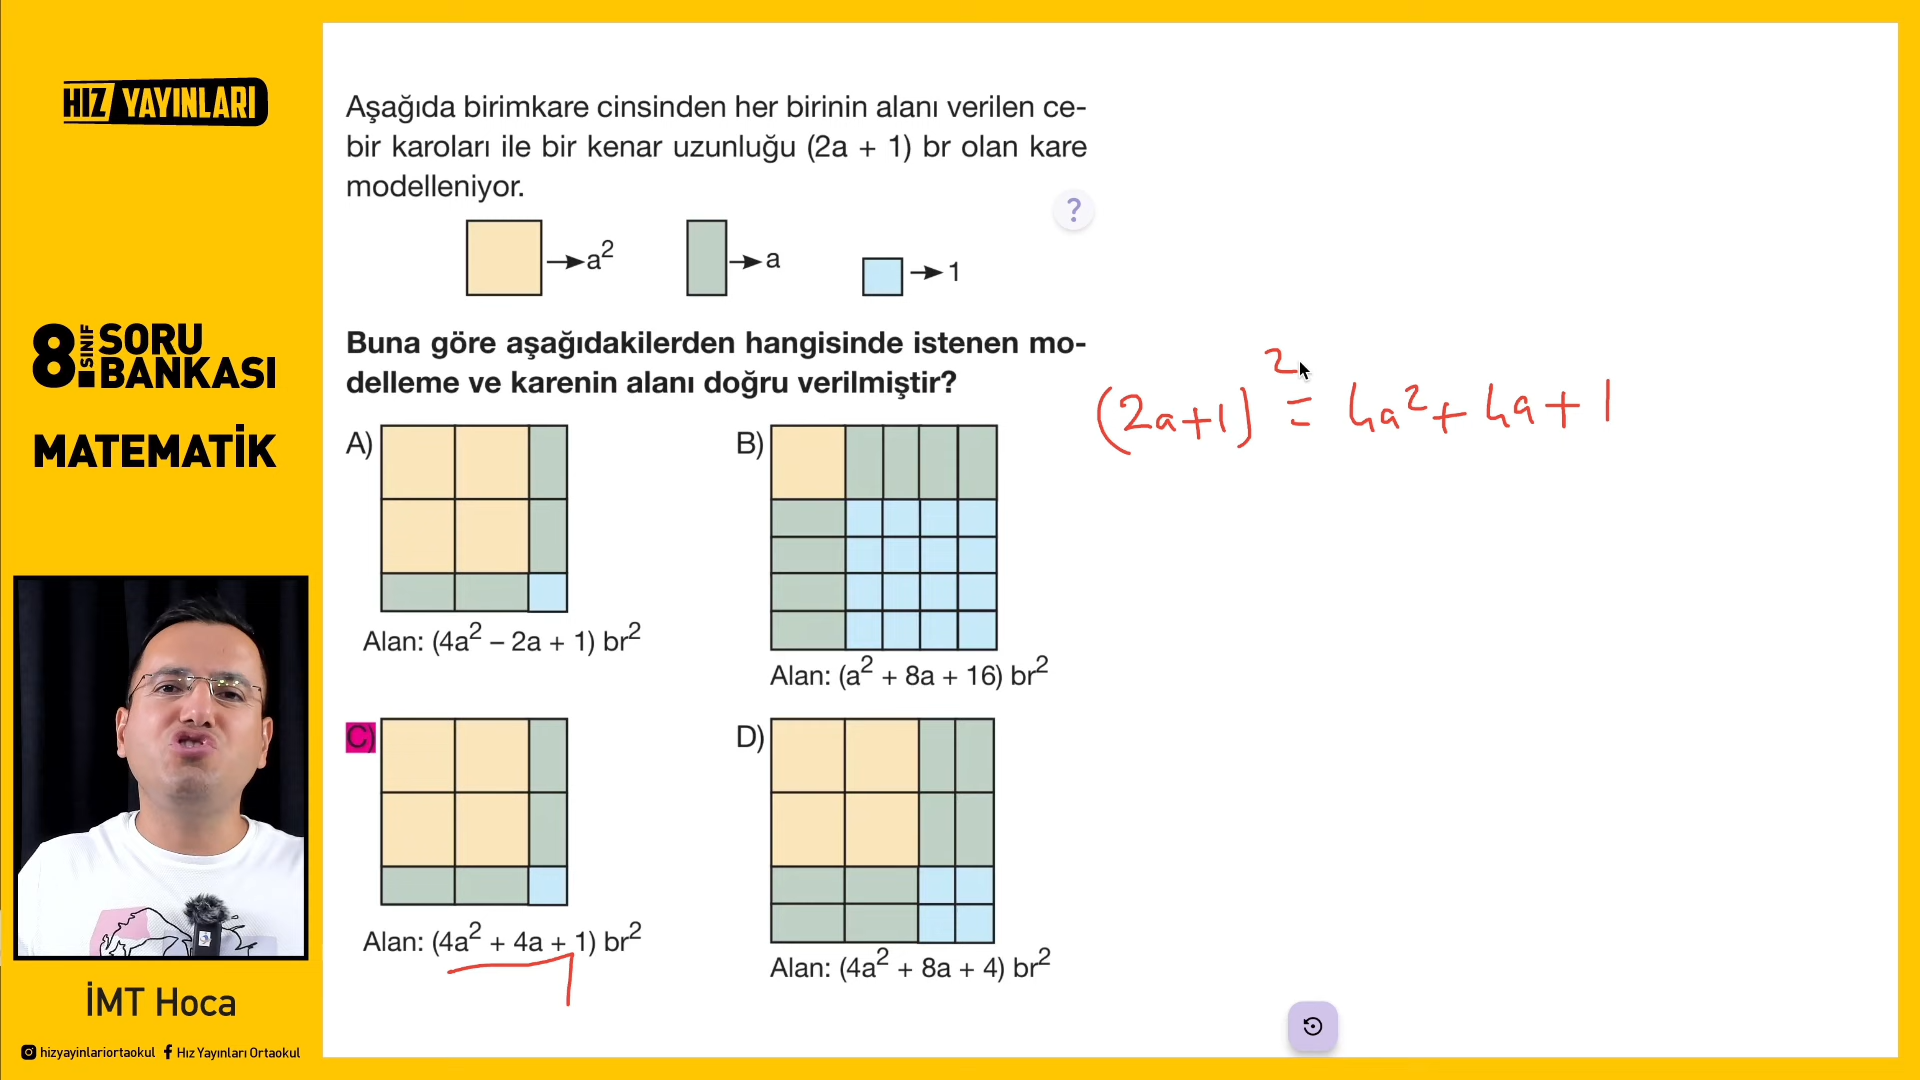 HIZ YAYINLARI
8. SINIF SORU BANKASI
MATEMATİK
Aşağıda birimkare cinsinden her birinin alanı verilen ce-
bir karoları ile bir kenar uzunluğu (2a + 1) br olan kare
modelleniyor.
?
→a² →a →1
Buna göre aşağıdakilerden hangisinde istenen mo-
delleme ve karenin alanı doğru verilmiştir?
(2a+1)² = 4a²+4a+1
A) B)
Alan: (4a² – 2a + 1) br²
Alan: (a² + 8a + 16) br²
C) D)
Alan: (4a² + 4a + 1) br²
Alan: (4a² + 8a + 4) br²
İMT Hoca
hizyayinlariortaokul Hız Yayınları Ortaokul